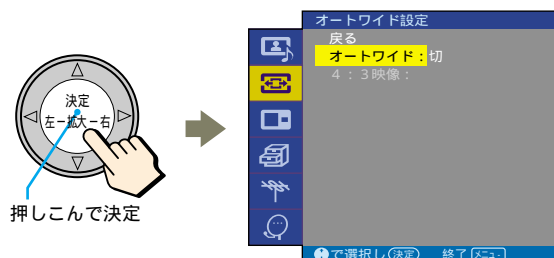 決定
左－拡大－右
押しこんで決定
オートワイド設定
戻る
オートワイド：切
４：３映像：
で選択し 決定 終了 メニュー